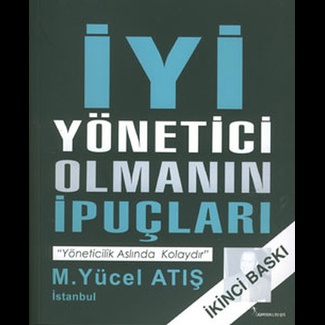 İYİ
YÖNETİCİ
OLMANIN
İPUÇLARI
“Yöneticilik Aslında Kolaydır”
M.Yücel ATIŞ
İstanbul
İKİNCİ BASKI